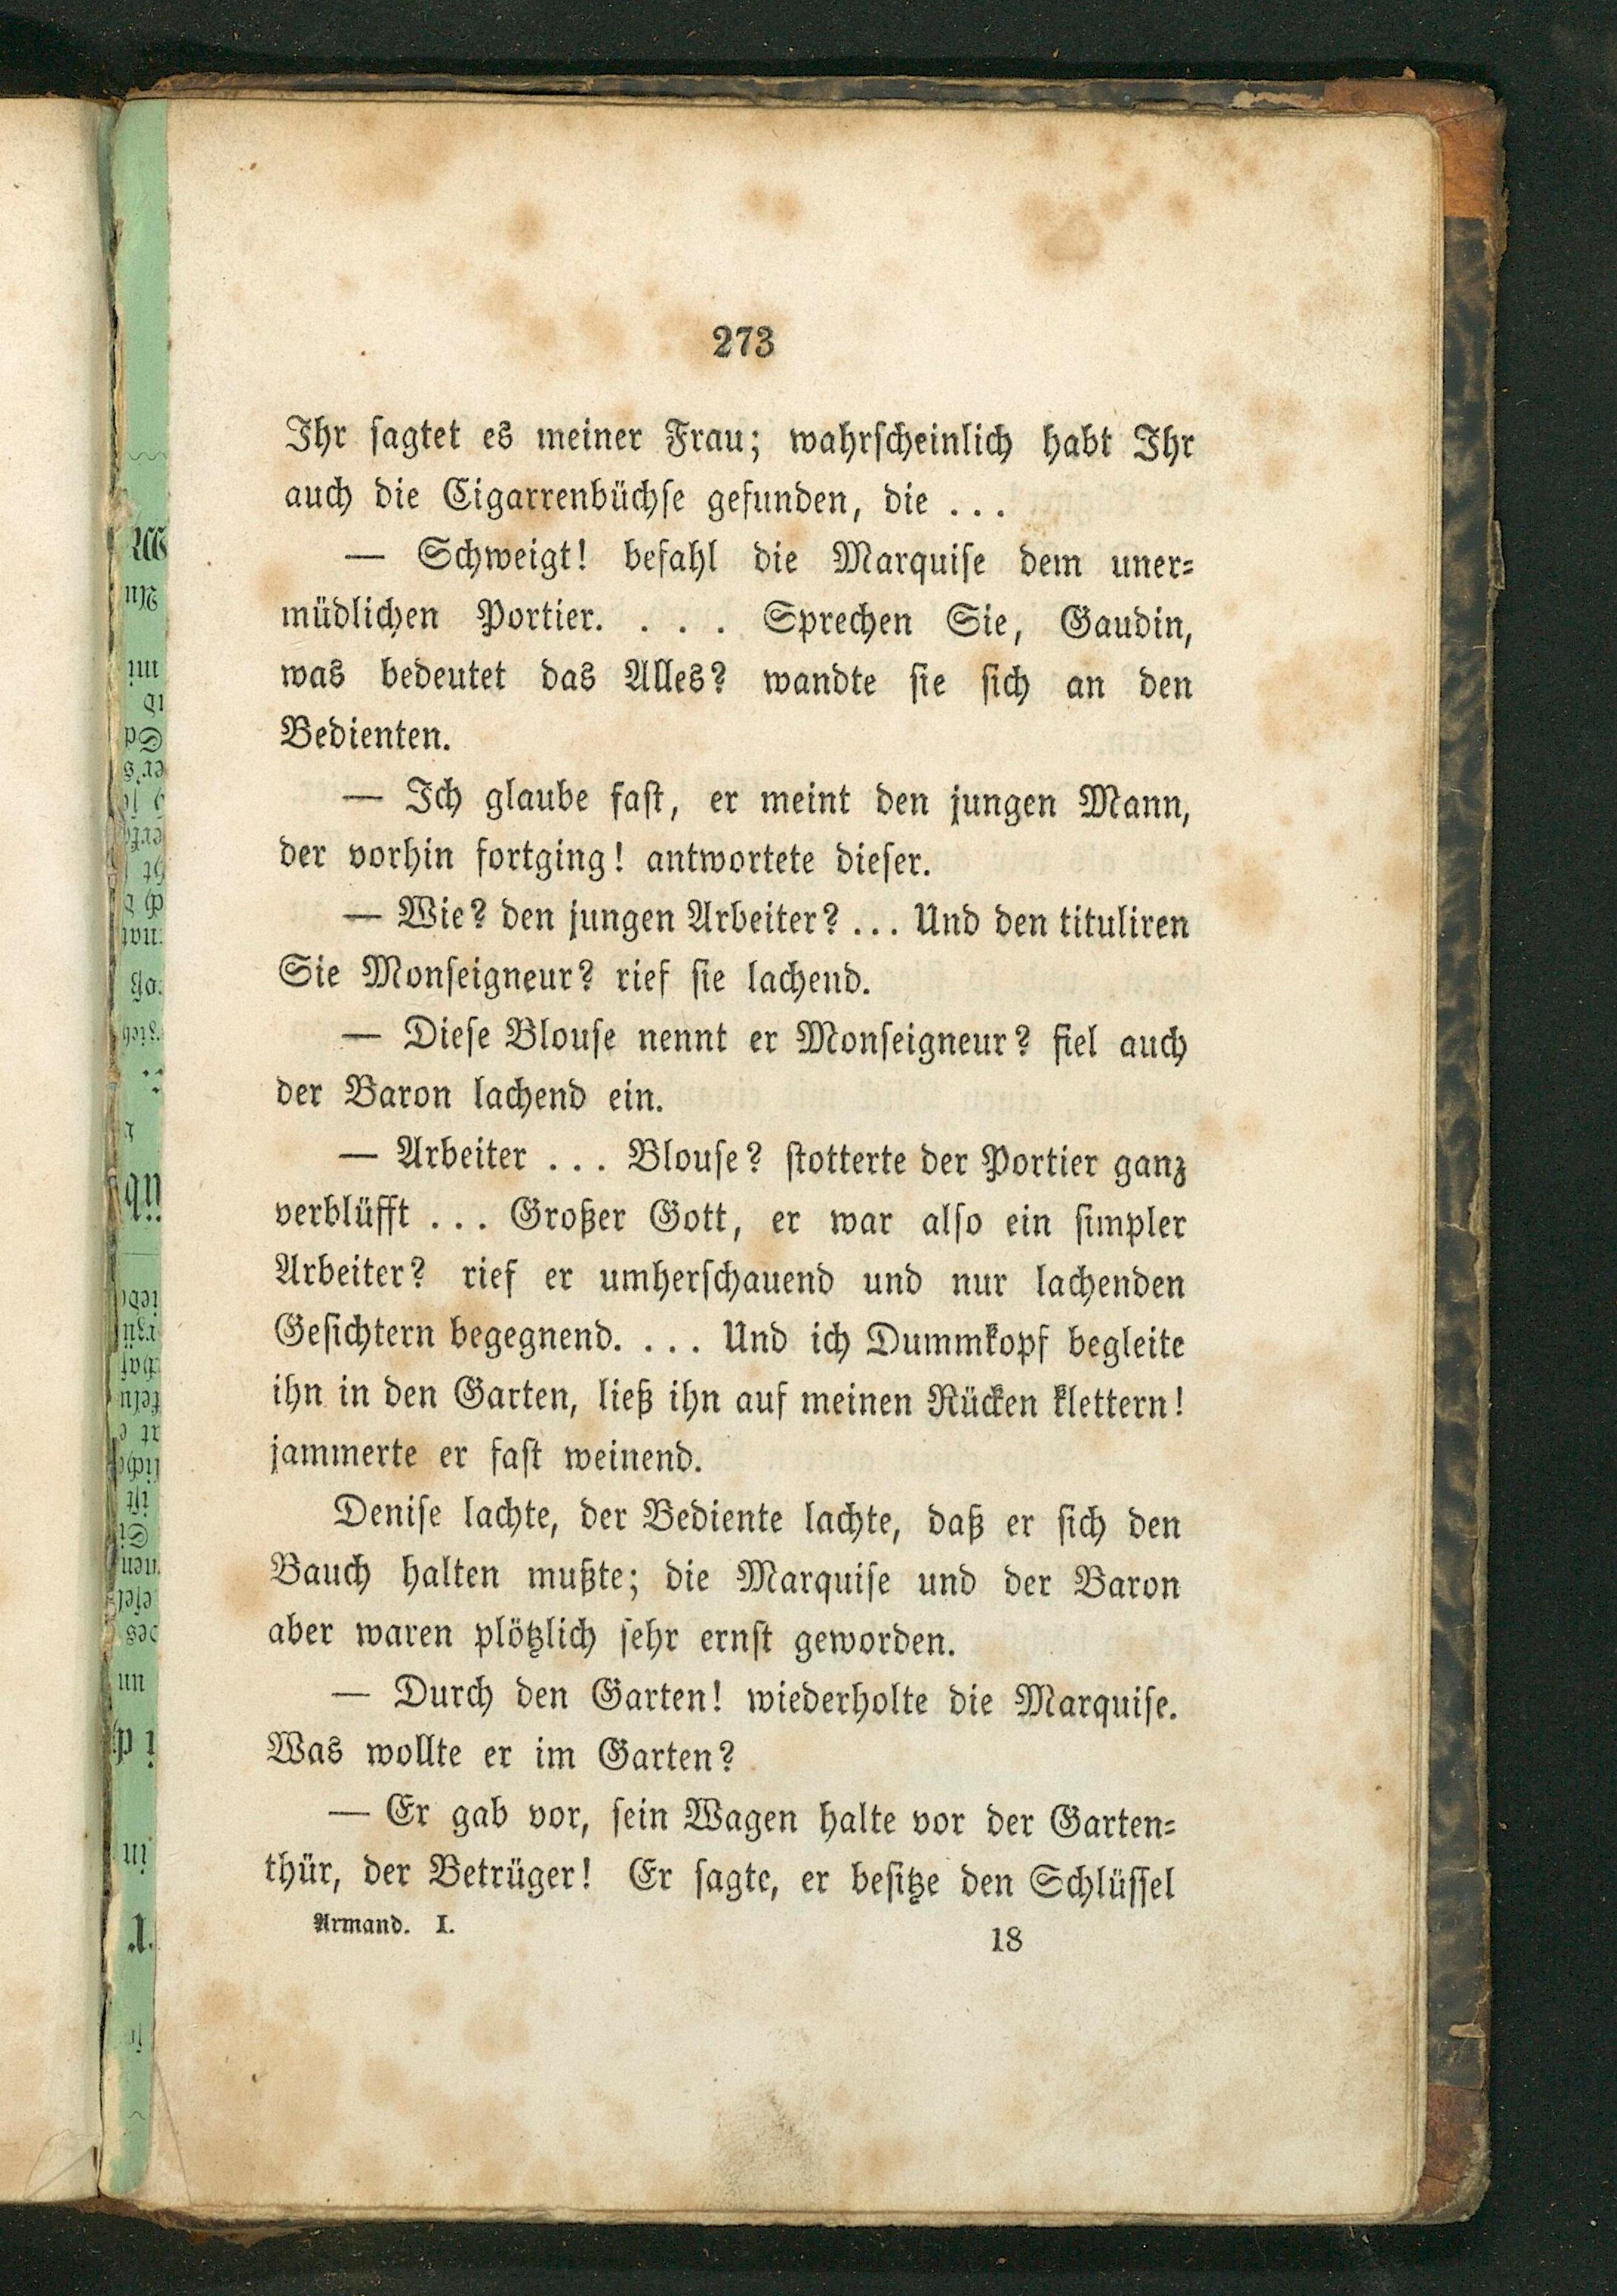 273
Ihr sagtet es meiner Frau; wahrscheinlich habt Ihr
auch die Cigarrenbüchse gefunden, die ...
— Schweigt! befahl die Marquise dem uner-
müdlichen Portier. . . . Sprechen Sie, Gaudin,
was bedeutet das Alles? wandte sie sich an den
Bedienten.
— Ich glaube fast, er meint den jungen Mann,
der vorhin fortging! antwortete dieser.
— Wie? den jungen Arbeiter? ... Und den tituliren
Sie Monseigneur? rief sie lachend.
— Diese Blouse nennt er Monseigneur? fiel auch
der Baron lachend ein.
— Arbeiter ... Blouse? stotterte der Portier ganz
verblüfft ... Großer Gott, er war also ein simpler
Arbeiter? rief er umherschauend und nur lachenden
Gesichtern begegnend. ... Und ich Dummkopf begleite
ihn in den Garten, ließ ihn auf meinen Rücken klettern!
jammerte er fast weinend.
Denise lachte, der Bediente lachte, daß er sich den
Bauch halten mußte; die Marquise und der Baron
aber waren plötzlich sehr ernst geworden.
— Durch den Garten! wiederholte die Marquise.
Was wollte er im Garten?
— Er gab vor, sein Wagen halte vor der Garten-
thür, der Betrüger! Er sagte, er besitze den Schlüssel
Armand. I.
18